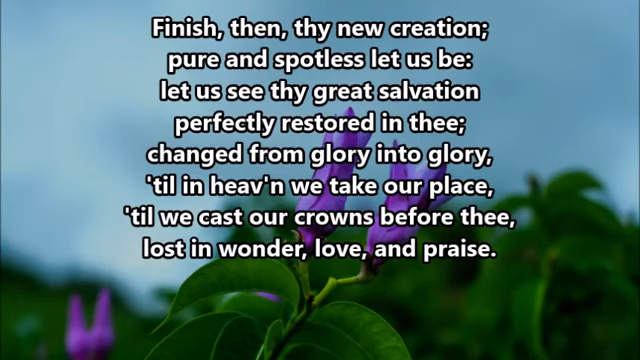 Finish, then, thy new creation;
pure and spotless let us be:
let us see thy great salvation
perfectly restored in thee;
changed from glory into glory,
'til in heav'n we take our place,
'til we cast our crowns before thee,
lost in wonder, love, and praise.